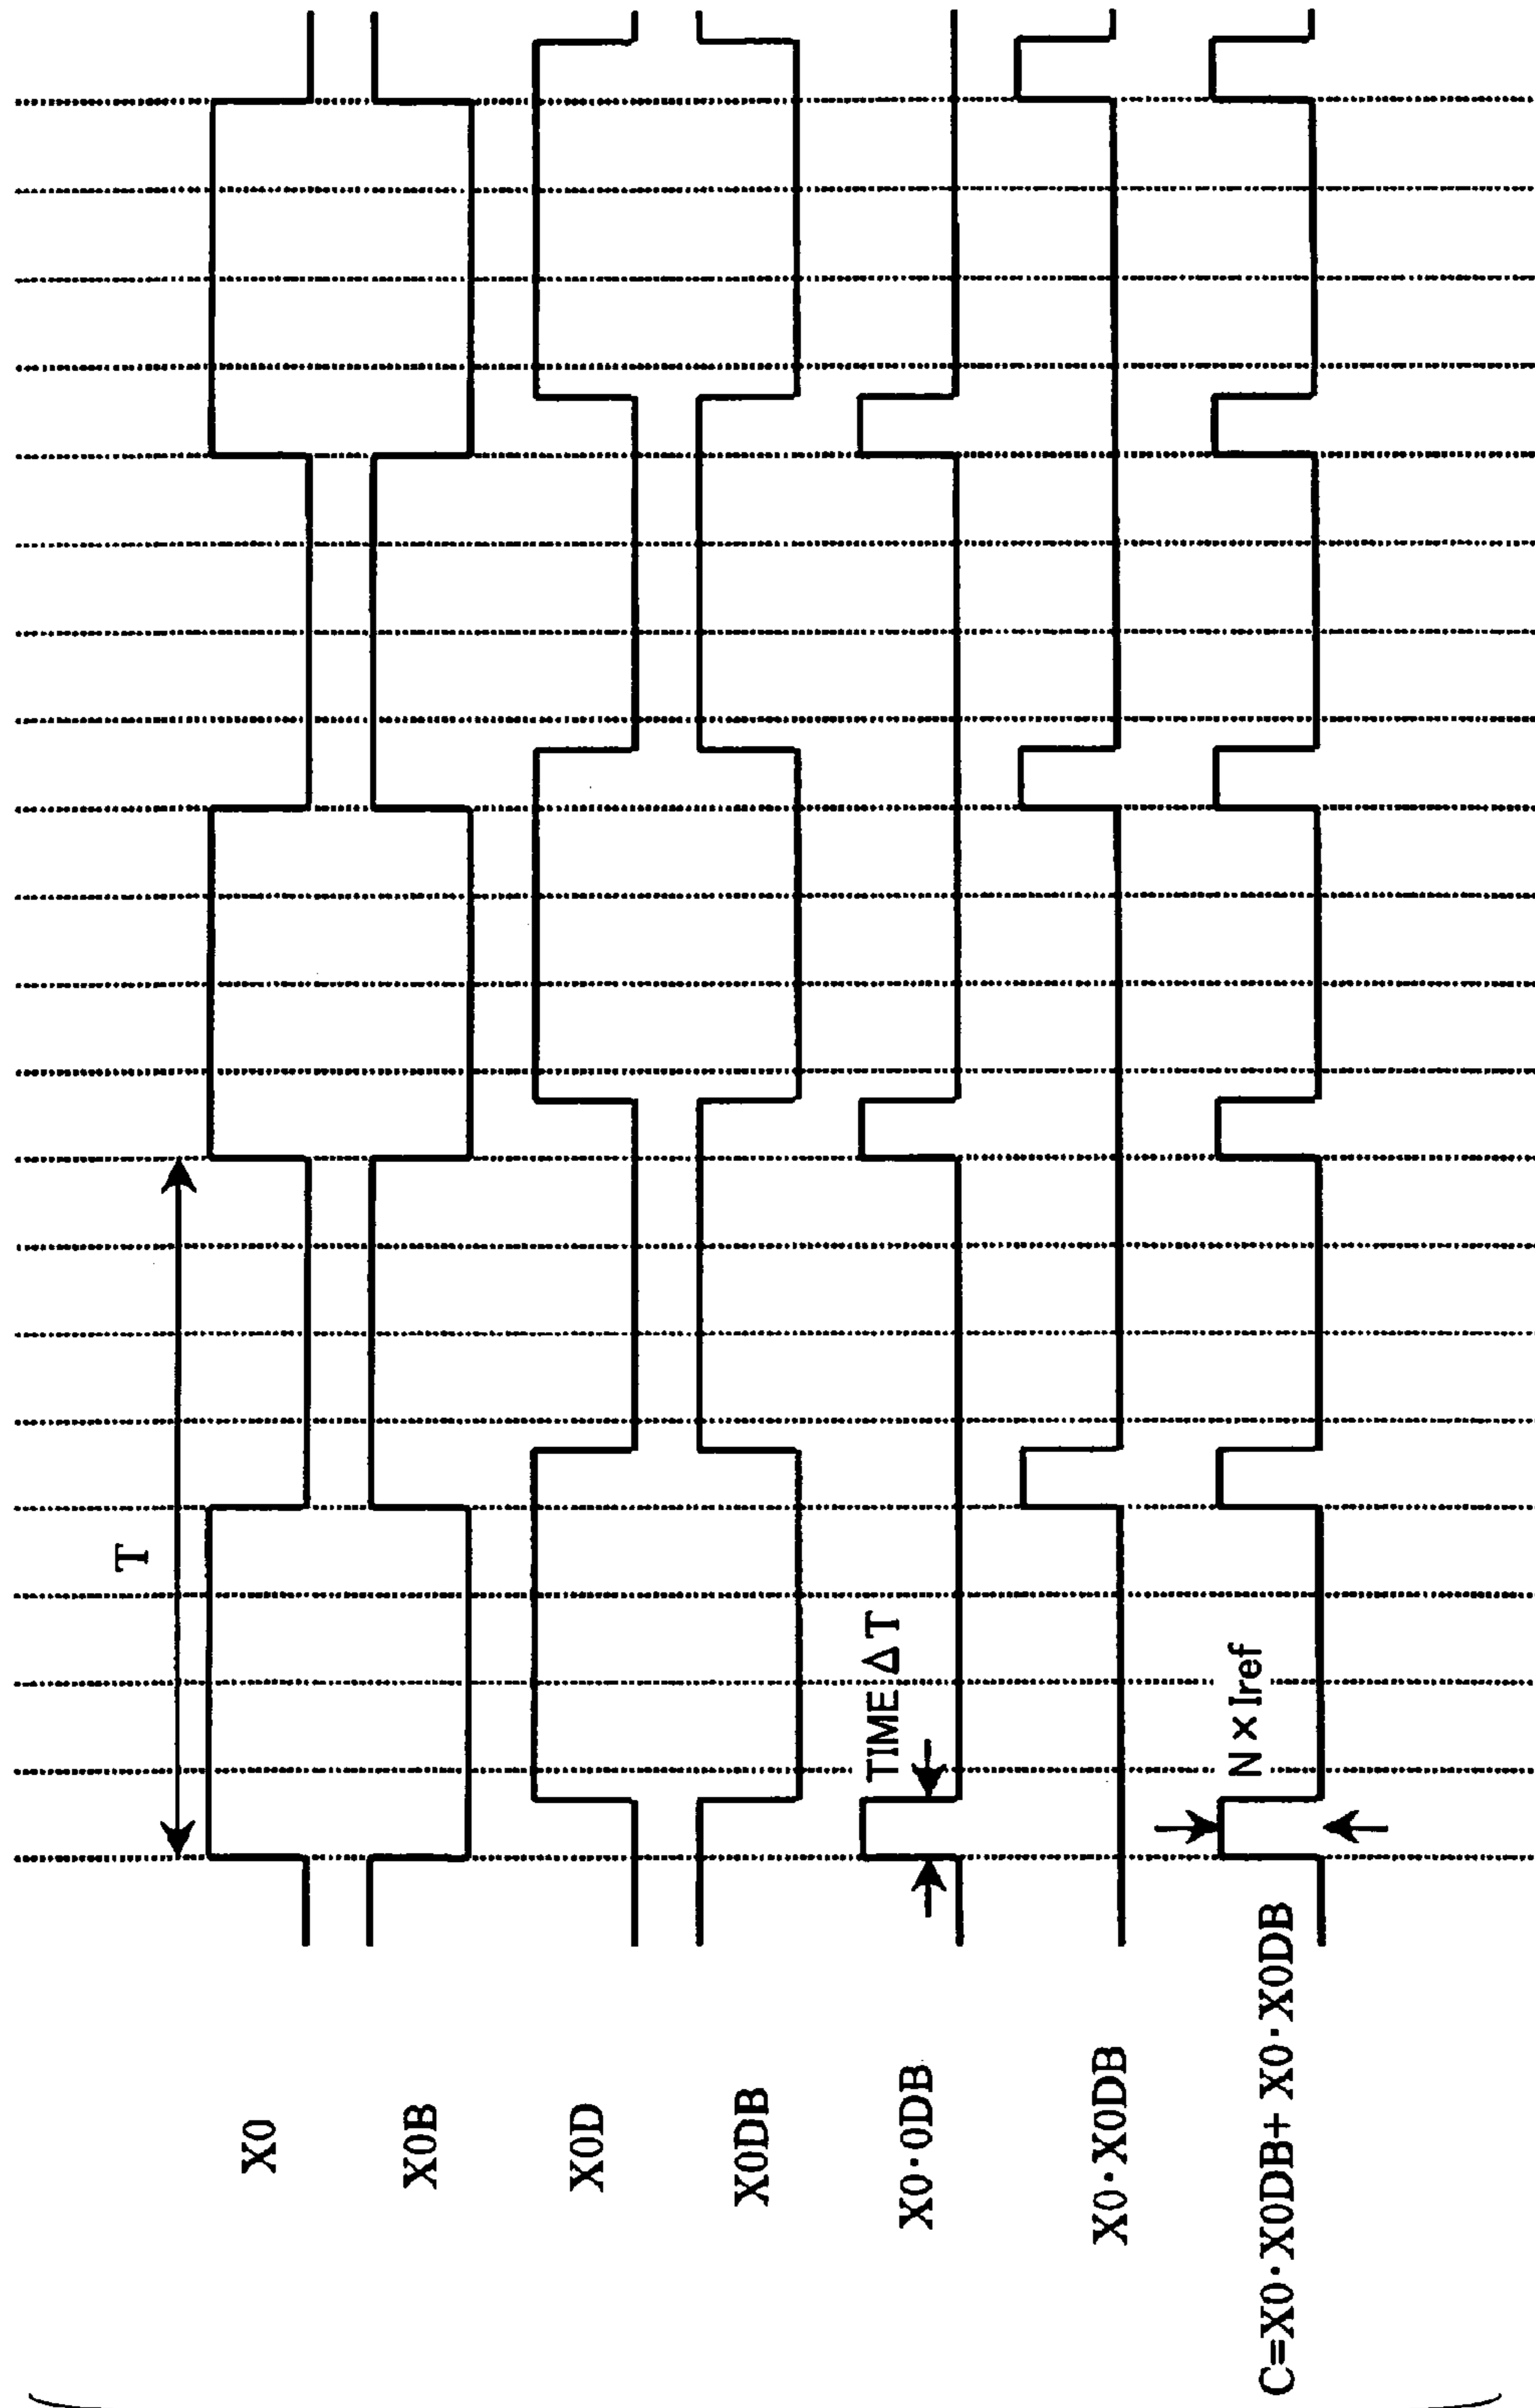 T
X0
X0B
X0D
X0DB
X0·0DB
TIME ΔT
X0·X0DB
C=X0·X0DB+ X0·X0DB
N×Iref